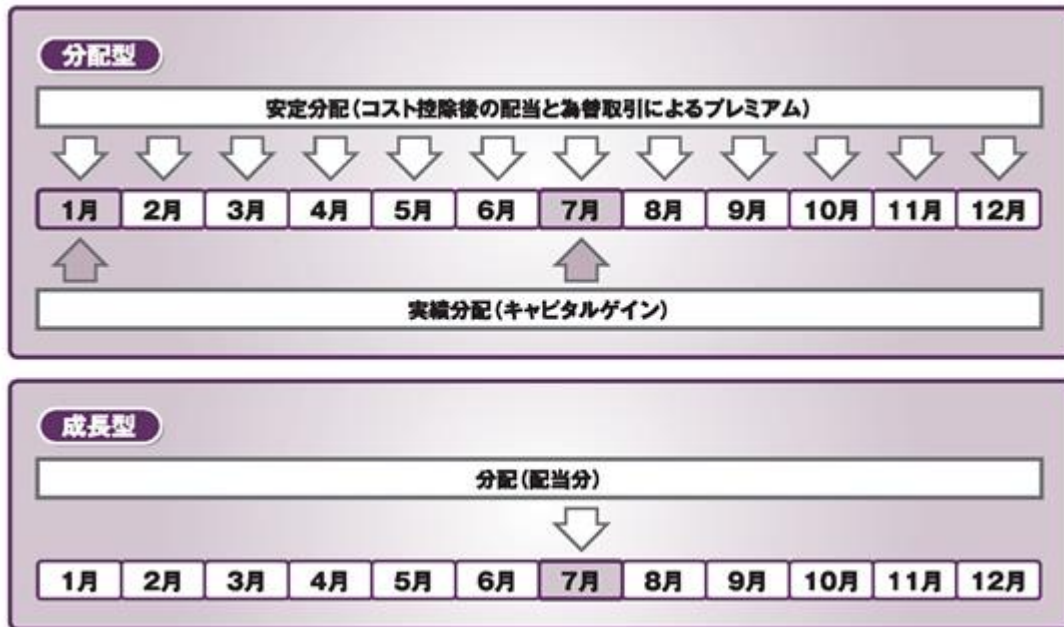 分配型
安定分配(コスト控除後の配当と為替取引によるプレミアム)
1月 2月 3月 4月 5月 6月 7月 8月 9月 10月 11月 12月
実績分配(キャピタルゲイン)
成長型
分配(配当分)
1月 2月 3月 4月 5月 6月 7月 8月 9月 10月 11月 12月